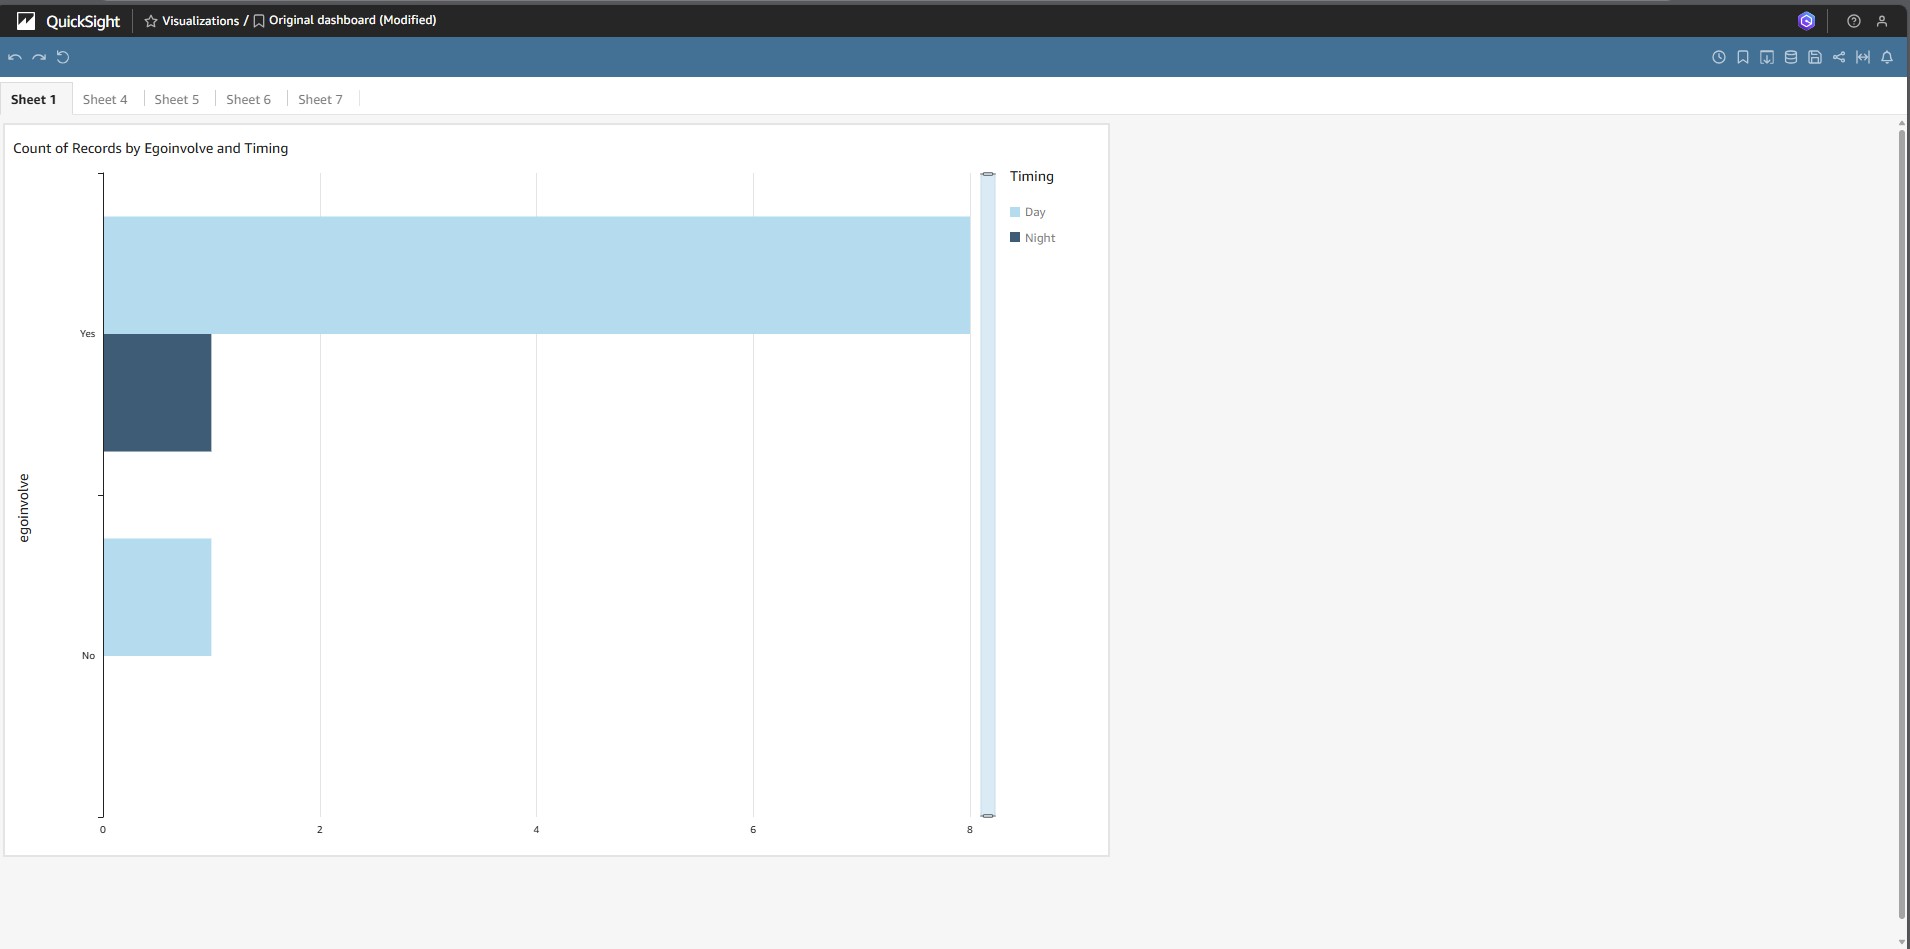 QuickSight Visualizations / Original dashboard (Modified)
Sheet 1 Sheet 4 Sheet 5 Sheet 6 Sheet 7
Count of Records by Egoinvolve and Timing
Timing
Day
Night
Yes
egoinvolve
No
0 2 4 6 8